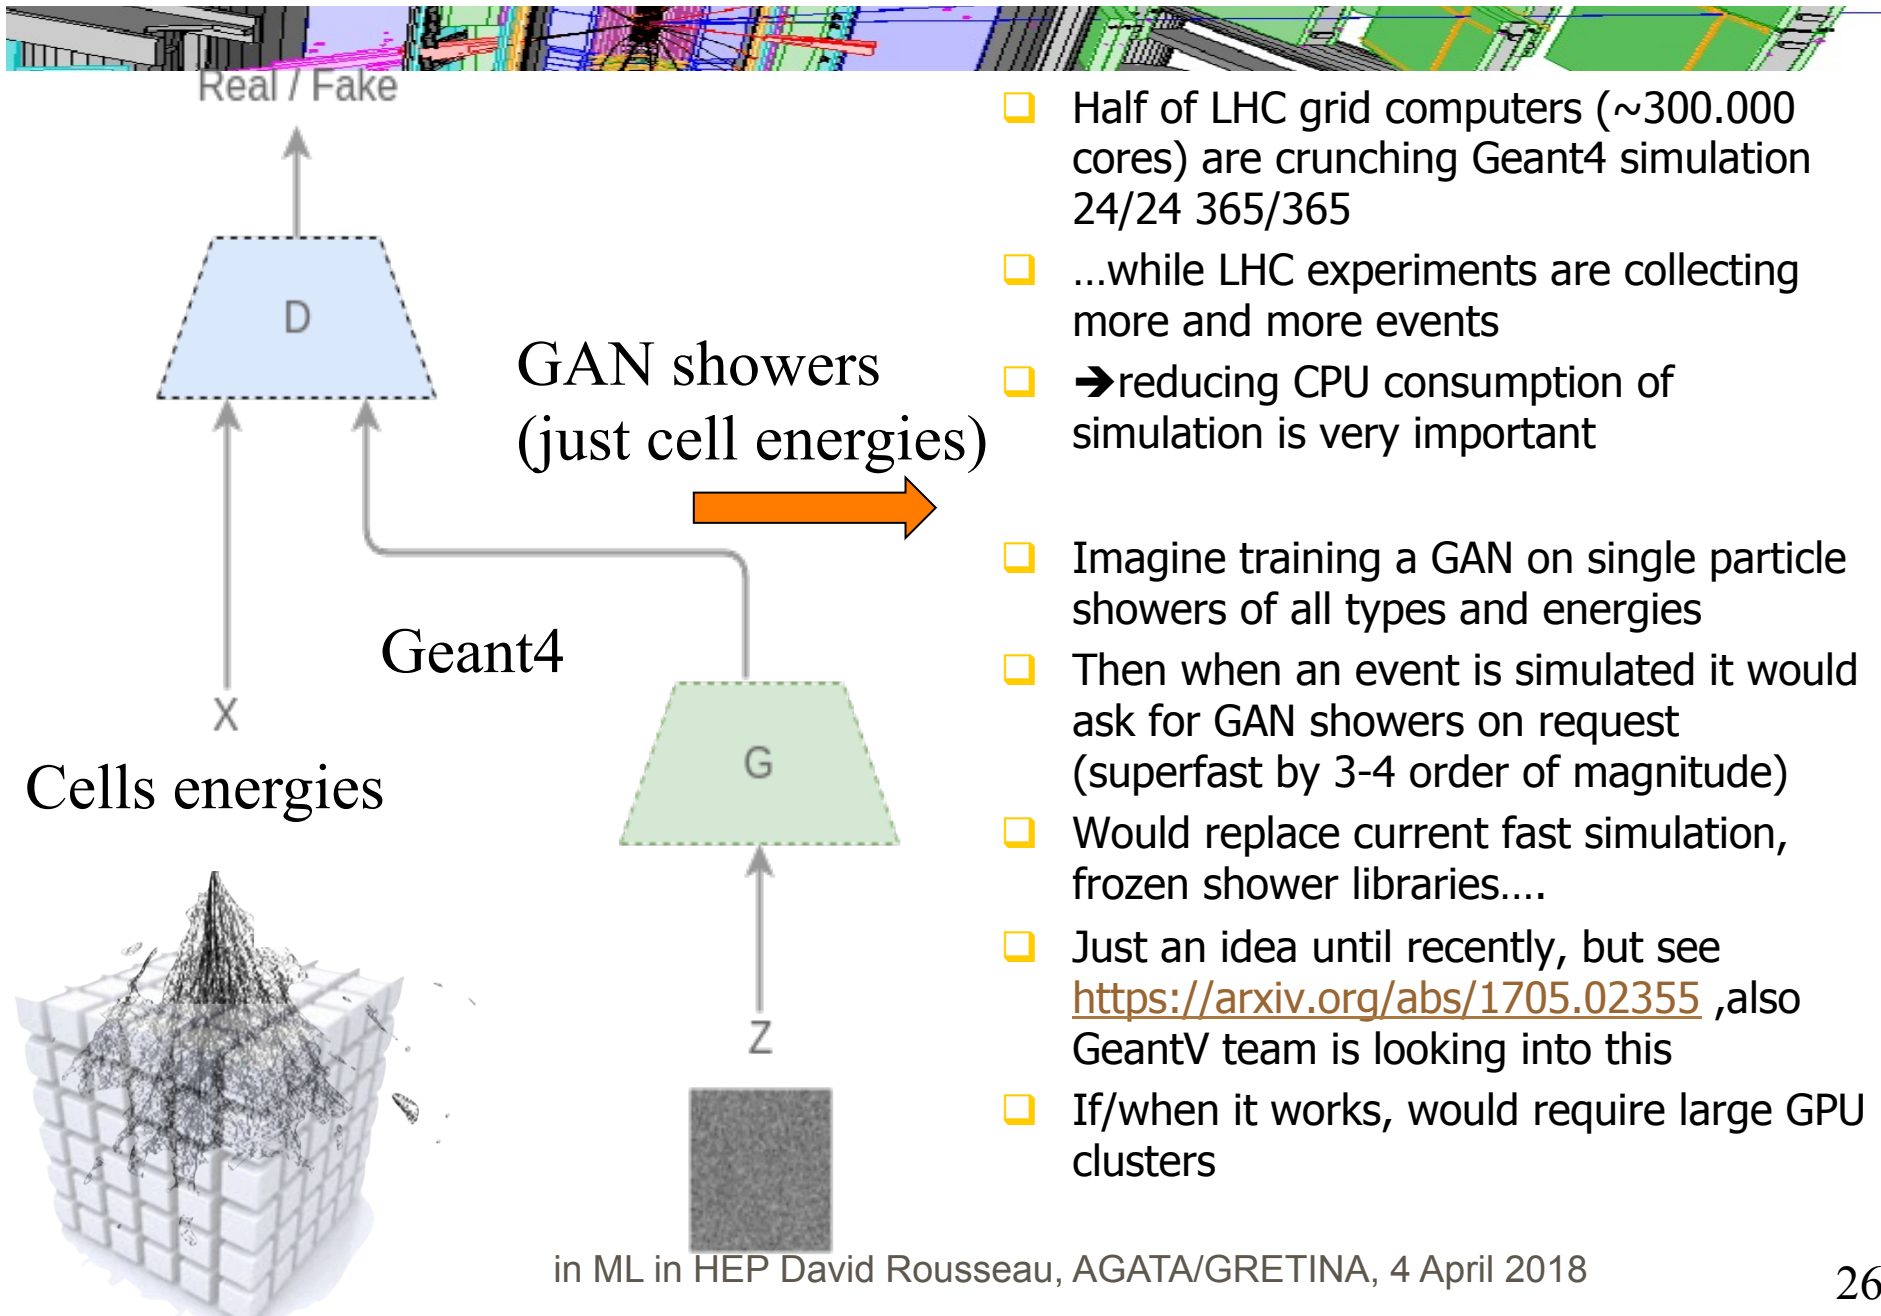 Real / Fake
D
GAN showers
(just cell energies)
Geant4
X
Cells energies
G
Z
Half of LHC grid computers (~300.000
cores) are crunching Geant4 simulation
24/24 365/365
…while LHC experiments are collecting
more and more events
➔reducing CPU consumption of
simulation is very important
Imagine training a GAN on single particle
showers of all types and energies
Then when an event is simulated it would
ask for GAN showers on request
(superfast by 3-4 order of magnitude)
Would replace current fast simulation,
frozen shower libraries….
Just an idea until recently, but see
https://arxiv.org/abs/1705.02355 ,also
GeantV team is looking into this
If/when it works, would require large GPU
clusters
in ML in HEP David Rousseau, AGATA/GRETINA, 4 April 2018
26